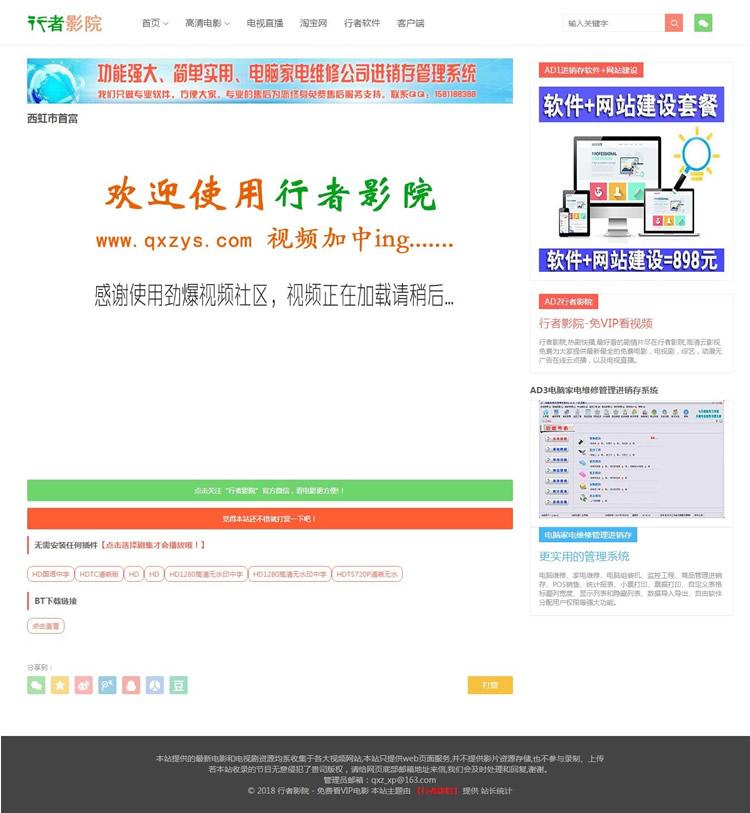 行者影院
首页 高清电影 电视直播 淘宝网 行者软件 客户端
输入关键字
功能强大、简单实用、电脑家电维修公司进销存管理系统
我们只做专业软件,方便大家,专业的售后为您终身免费售后服务支持,联系QQ:1581188388
西虹市首富
欢迎使用行者影院
www.qxzys.com 视频加中ing.......
感谢使用劲爆视频社区,视频正在加载请稍后...
点击关注“行者影院”官方微信,看电影更方便!!
觉得本站还不错就打赏一下吧!
无需安装任何插件【点击选择剧集才会播放哦!】
HD国语中字 HDTC清晰版 HD HD HD1280高清无水印中字 HD1280高清无水印中字 HDTS720P清晰无水
BT下载链接
点击查看
分享到:
打赏
AD1进销存软件+网站建设
软件+网站建设套餐
软件+网站建设=898元
AD2行者影院
行者影院-免VIP看视频
行者影院,热剧快播,最好看的剧情片尽在行者影院,高清云影视
免费为大家提供最新最全的免费电影,电视剧,综艺,动漫无
广告在线云点播,以及电视直播。
AD3电脑家电维修管理进销存系统
电脑家电维修管理进销存
更实用的管理系统
电脑维修、家电维修、电脑组装机、监控工程、商品管理进销
存、POS销售、统计报表、小票打印、票据打印、自定义表格
标题列宽度、显示列和隐藏列、数据导入导出、自由软件
分配用户权限等强大功能。
本站提供的最新电影和电视剧资源均系收集于各大视频网站,本站只提供web页面服务,并不提供影片资源存储,也不参与录制、上传
若本站收录的节目无意侵犯了贵司版权,请给网页底部邮箱地址来信,我们会及时处理和回复,谢谢。
管理员邮箱:qxz_xp@163.com
© 2018 行者影院 - 免费看VIP电影 本站主题由 【行者影院】 提供 站长统计